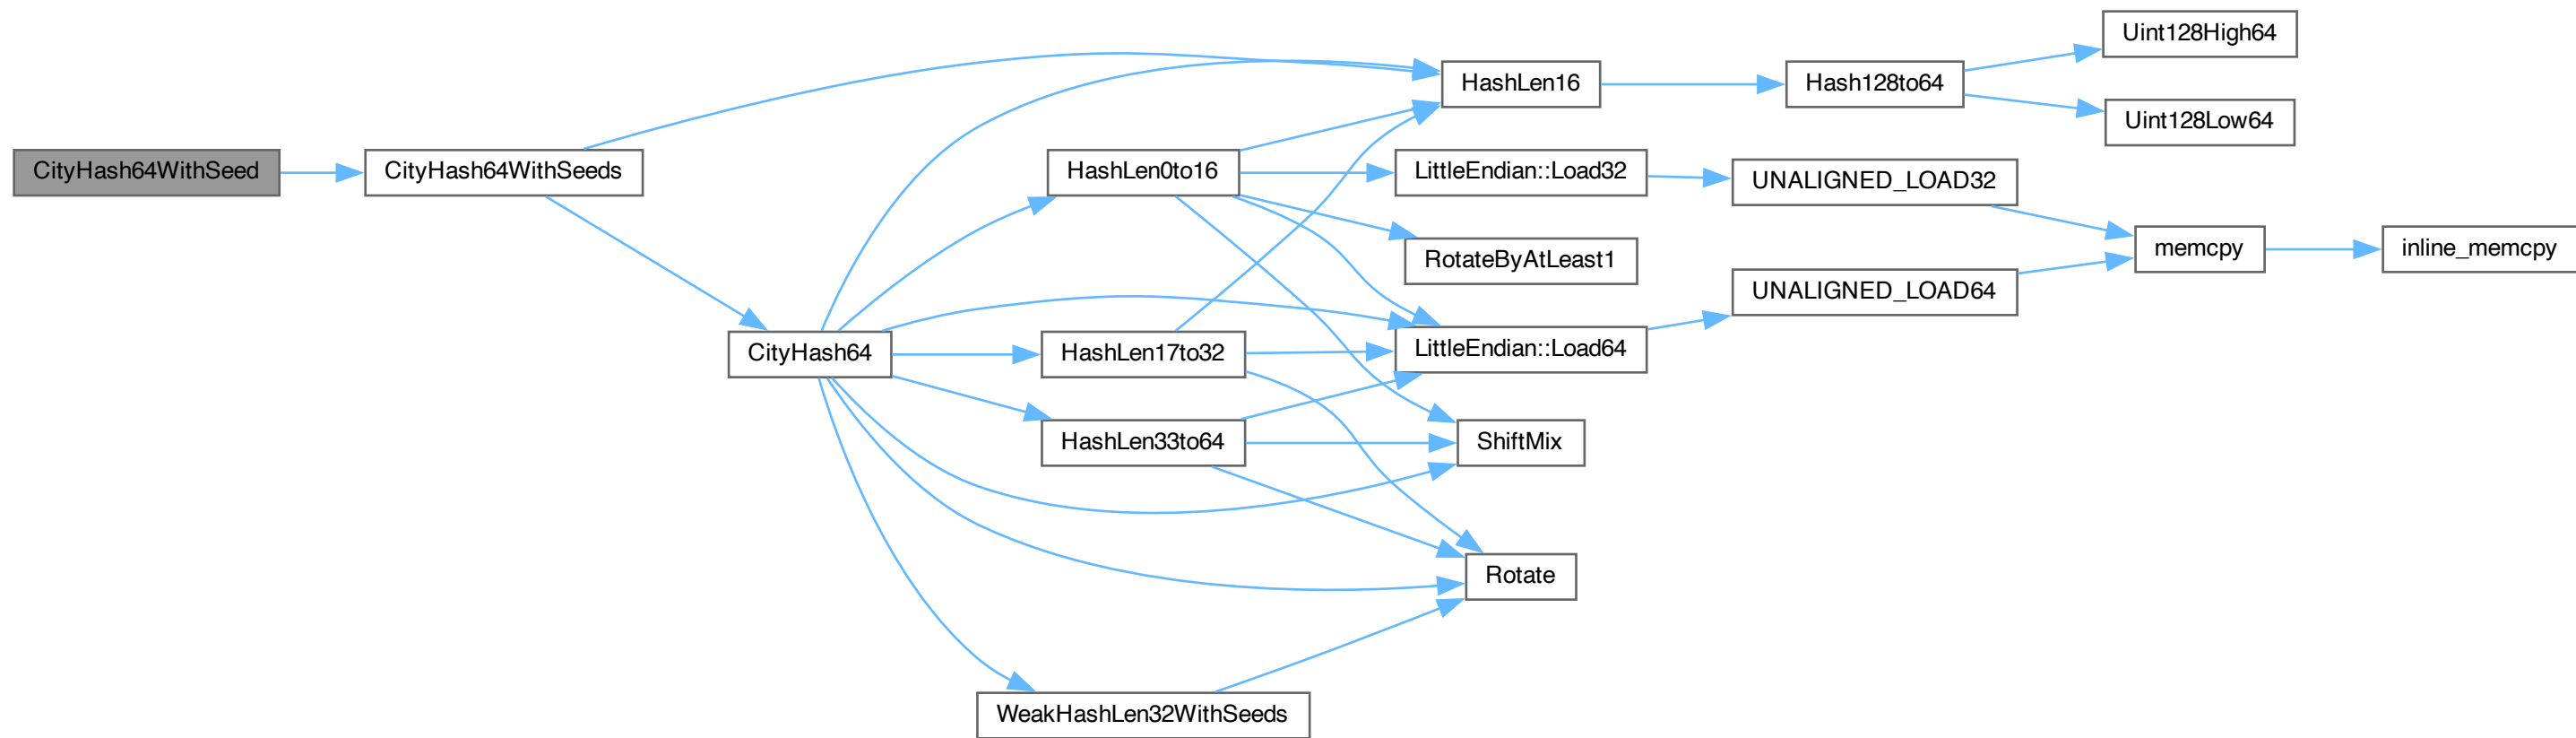 Uint128High64
HashLen16
Hash128to64
Uint128Low64
CityHash64WithSeed
CityHash64WithSeeds
HashLen0to16
LittleEndian::Load32
UNALIGNED_LOAD32
RotateByAtLeast1
memcpy
inline_memcpy
UNALIGNED_LOAD64
CityHash64
HashLen17to32
LittleEndian::Load64
HashLen33to64
ShiftMix
Rotate
WeakHashLen32WithSeeds